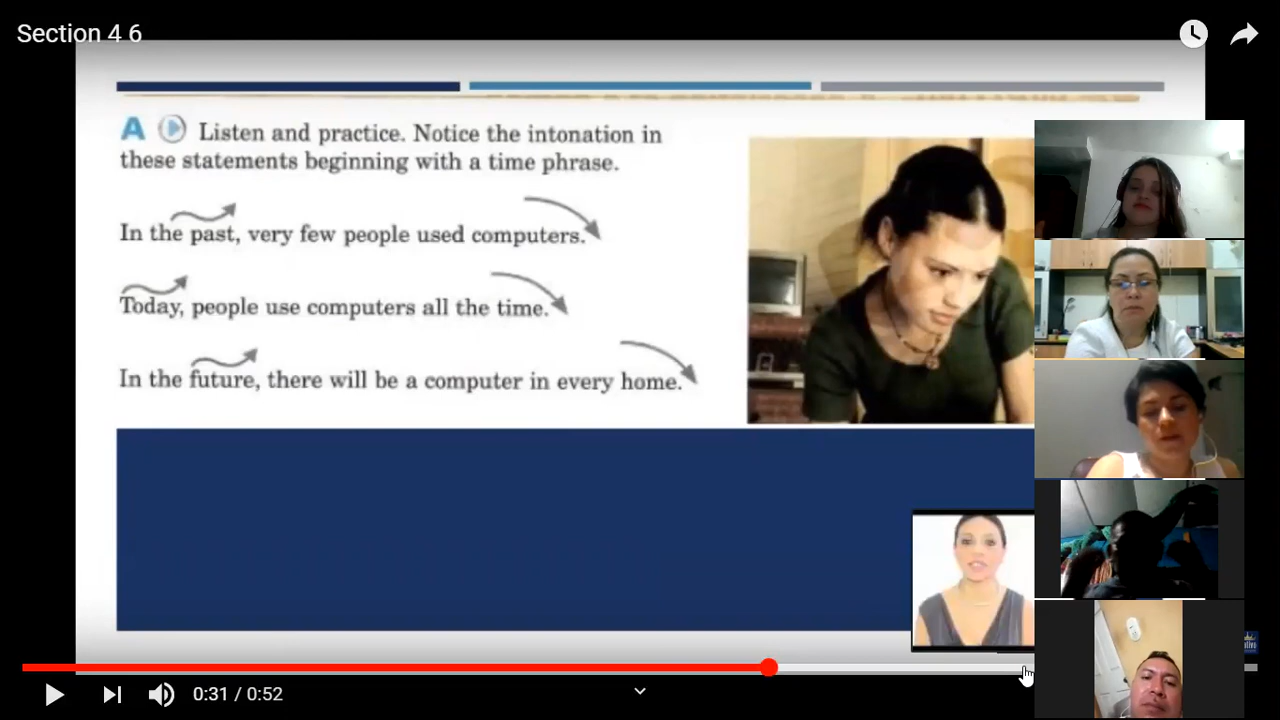 Section 4 6
A Listen and practice. Notice the intonation in
these statements beginning with a time phrase.
In the past, very few people used computers.
Today, people use computers all the time.
In the future, there will be a computer in every home.
0:31 / 0:52